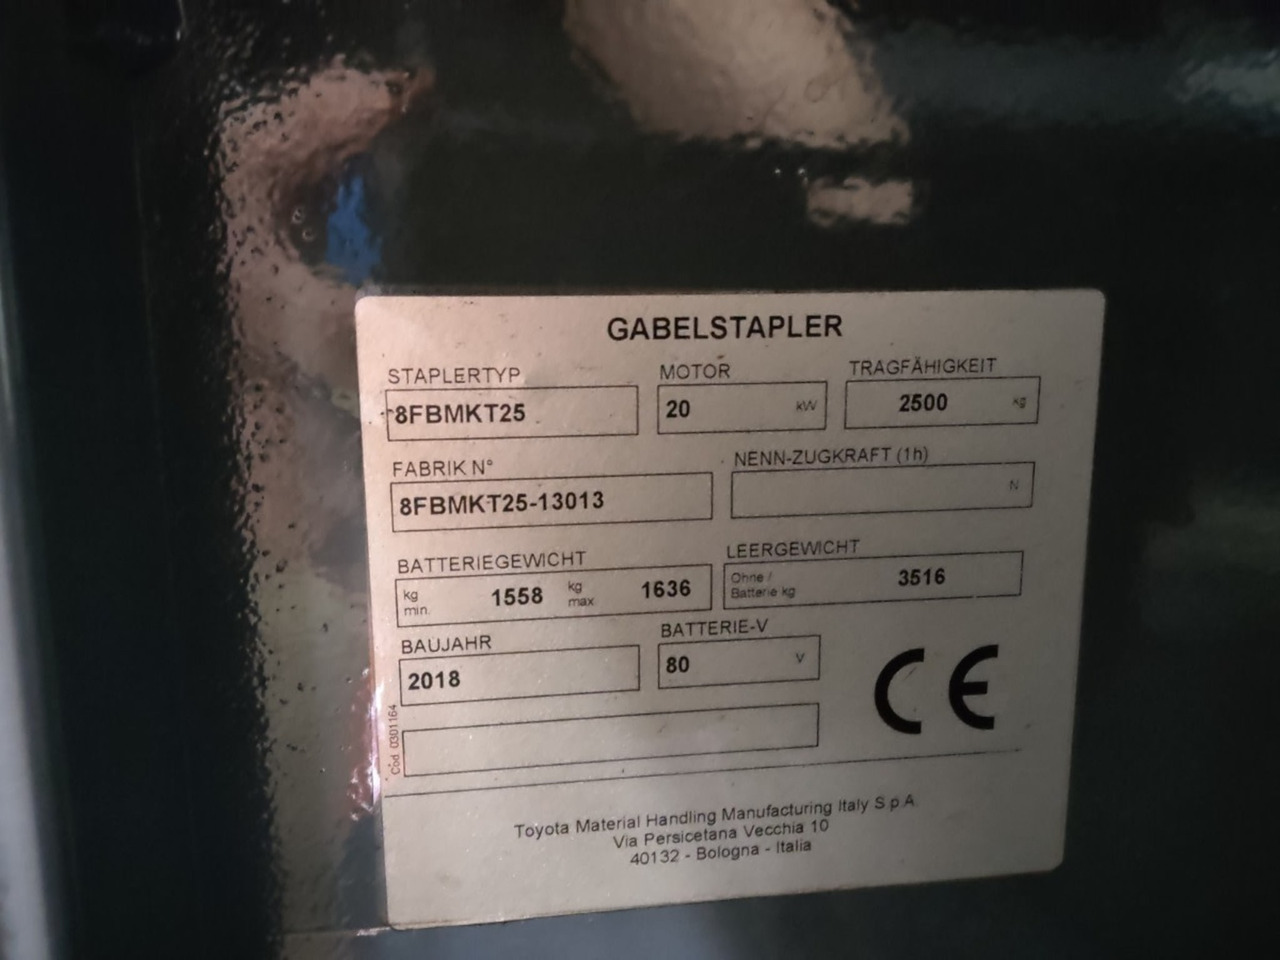 GABELSTAPLER
STAPLERTYP MOTOR TRAGFÄHIGKEIT
8FBMKT25 20 kW 2500 kg
FABRIK N° NENN-ZUGKRAFT (1h)
8FBMKT25-13013 N
BATTERIEGEWICHT LEERGEWICHT
kg min. 1558 kg max 1636 Ohne / Batterie kg 3516
BAUJAHR BATTERIE-V
2018 80 V
CE
Cod. 0301164
Toyota Material Handling Manufacturing Italy S.p.A.
Via Persicetana Vecchia 10
40132 - Bologna - Italia